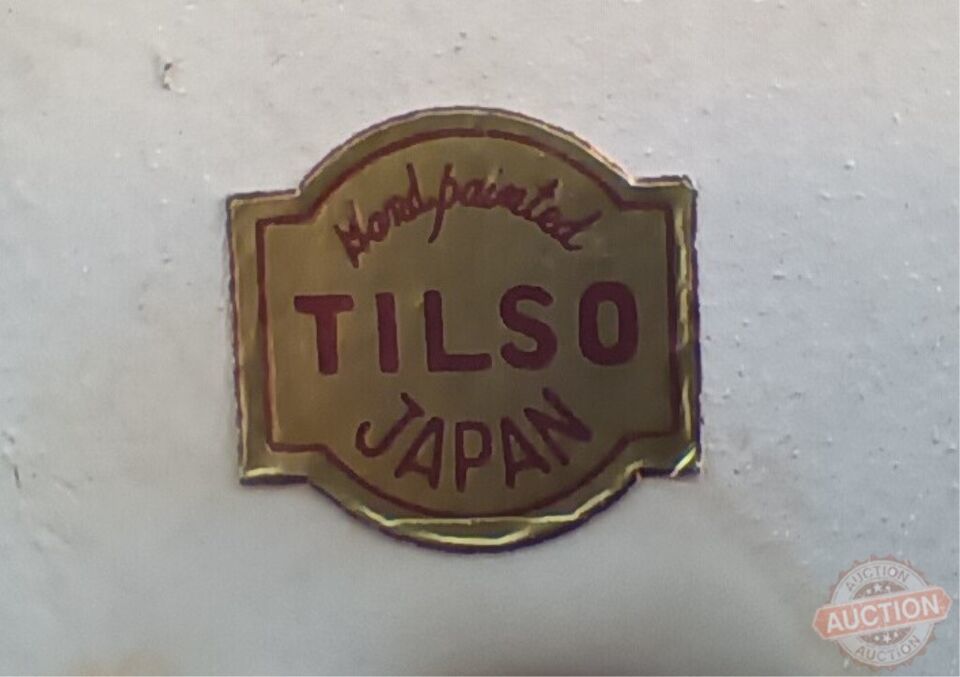 Hand painted
TILSO
JAPAN
AUCTION
AUCTION
AUCTION